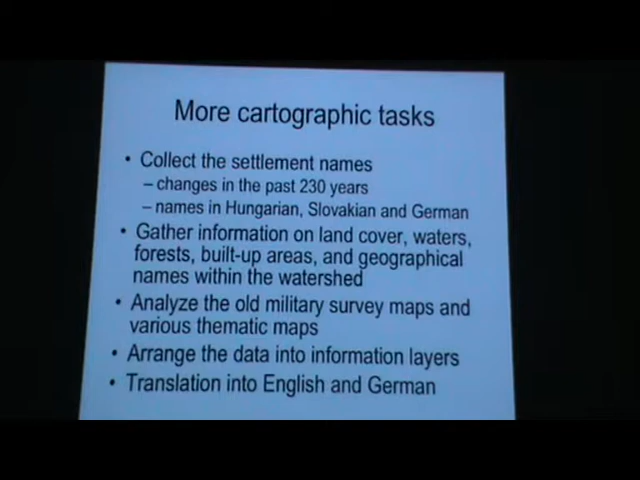 More cartographic tasks
• Collect the settlement names
– changes in the past 230 years
– names in Hungarian, Slovakian and German
• Gather information on land cover, waters,
forests, built-up areas, and geographical
names within the watershed
• Analyze the old military survey maps and
various thematic maps
• Arrange the data into information layers
• Translation into English and German